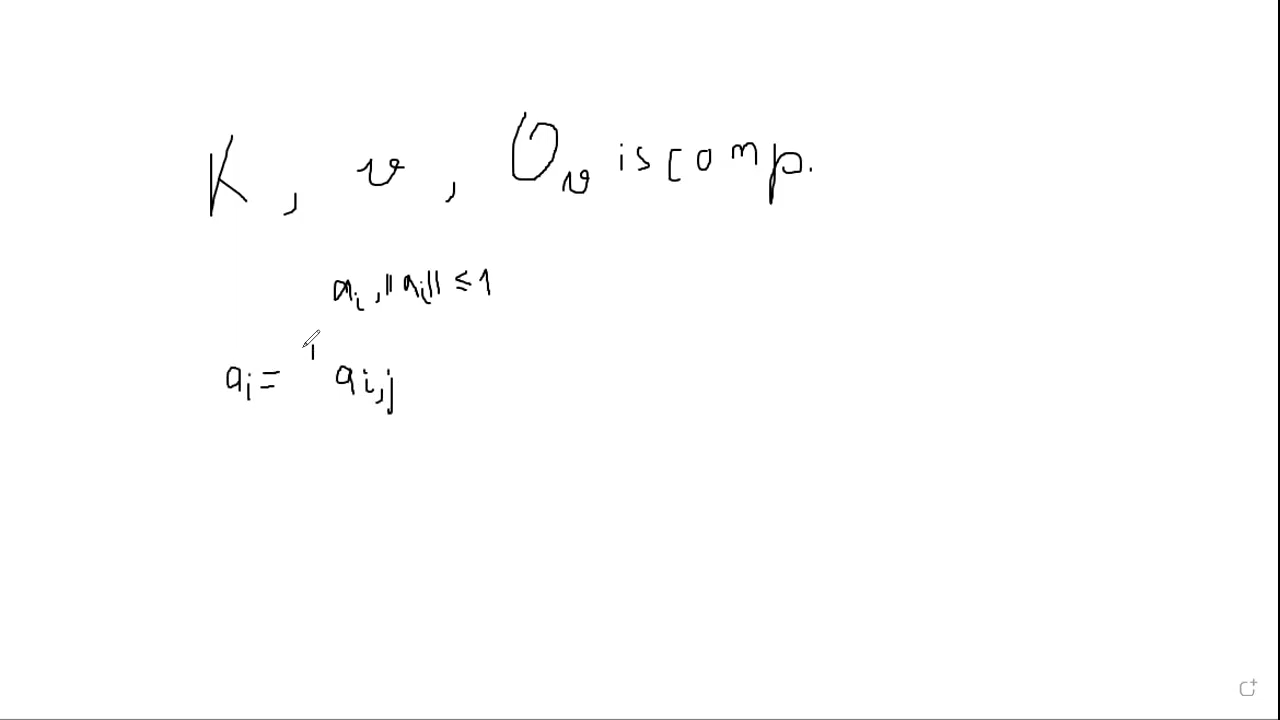 K, v, O_v is comp.
a_i, ||a_i|| ≤ 1
a_i = a_{i,j}